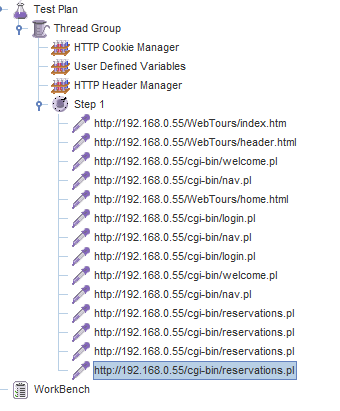 Test Plan
Thread Group
HTTP Cookie Manager
User Defined Variables
HTTP Header Manager
Step 1
http://192.168.0.55/WebTours/index.htm
http://192.168.0.55/WebTours/header.html
http://192.168.0.55/cgi-bin/welcome.pl
http://192.168.0.55/cgi-bin/nav.pl
http://192.168.0.55/WebTours/home.html
http://192.168.0.55/cgi-bin/login.pl
http://192.168.0.55/cgi-bin/nav.pl
http://192.168.0.55/cgi-bin/login.pl
http://192.168.0.55/cgi-bin/welcome.pl
http://192.168.0.55/cgi-bin/nav.pl
http://192.168.0.55/cgi-bin/reservations.pl
http://192.168.0.55/cgi-bin/reservations.pl
http://192.168.0.55/cgi-bin/reservations.pl
http://192.168.0.55/cgi-bin/reservations.pl
WorkBench